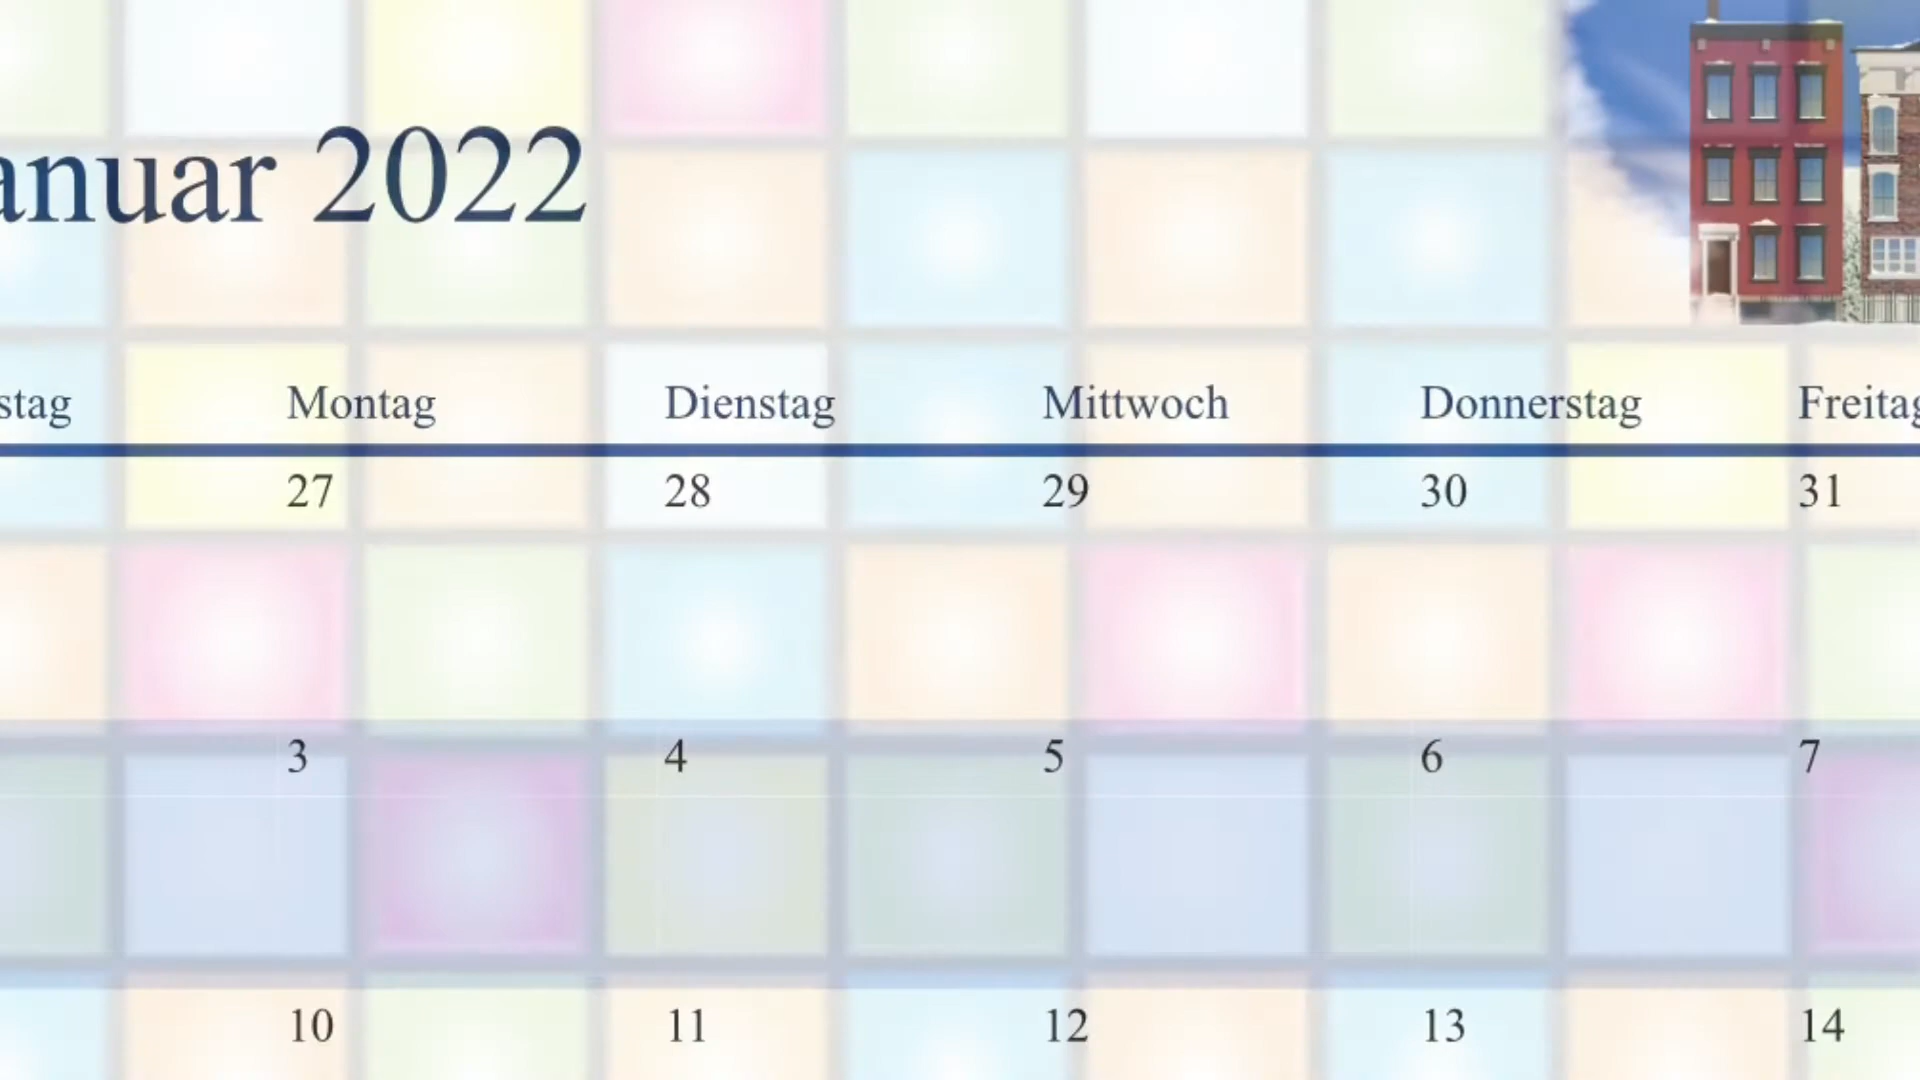 anuar 2022
stag Montag Dienstag Mittwoch Donnerstag Freitag
27 28 29 30 31
3 4 5 6 7
10 11 12 13 14